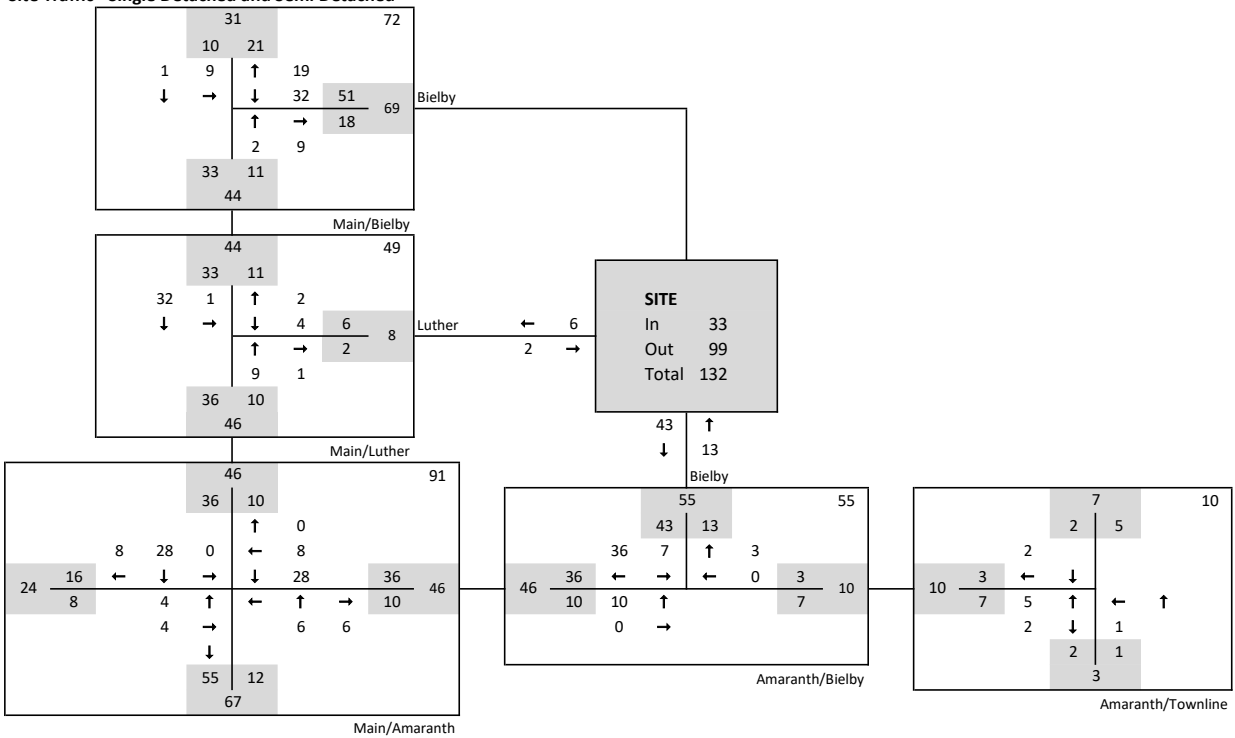 Site Traffic - Single Detached and Semi-Detached
31 72
10 21
1 9 ↑ 19
↓ → ↓ 32 51
69 Bielby
↑ → 18
2 9
33 11
44
Main/Bielby
44 49
33 11
32 1 ↑ 2
↓ → ↓ 4 6
8 Luther
↑ → 2
9 1
36 10
46
Main/Luther
← 6
2 →
SITE
In 33
Out 99
Total 132
43 ↑
↓ 13
Bielby
46 91
36 10
↑ 0
8 28 0 ← 8
16 ← ↓ → ↓ 28 36
24 46
8 4 ↑ ← ↑ → 10
4 → 6 6
↓
55 12
67
Main/Amaranth
55 55
43 13
36 7 ↑ 3
36 ← → ← 0 3
46 10
10 10 ↑ 7
0 →
Amaranth/Bielby
7 10
2 5
2
3 ← ↓
10
7 5 ↑ ← ↑
2 ↓ 1
2 1
3
Amaranth/Townline